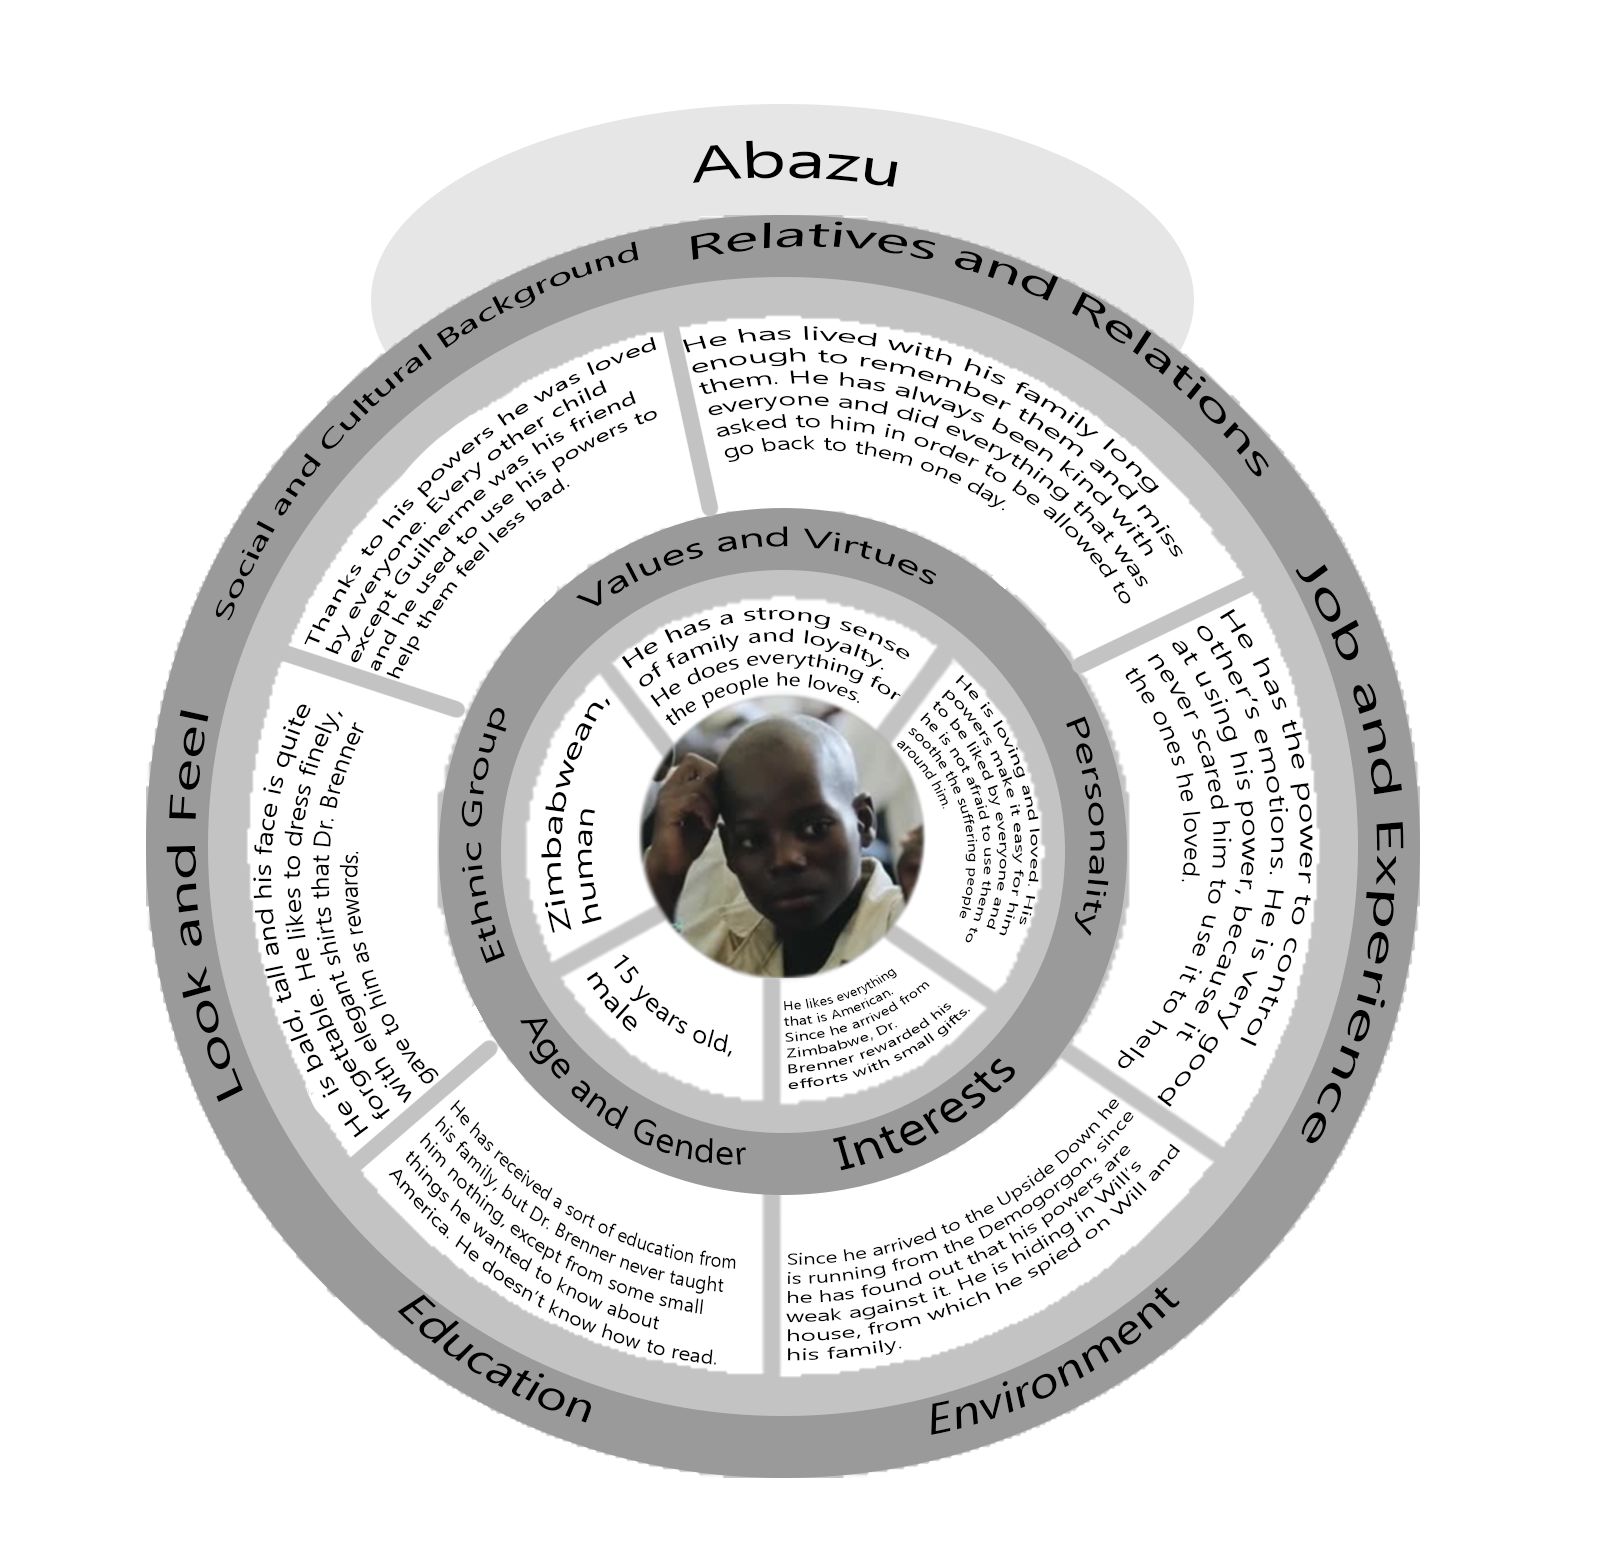 Abazu
Relatives and Relations
He has lived with his family long
enough to remember them and miss
them. He has always been kind with
everyone and did everything that was
asked to him in order to be allowed to
go back to them one day.
Job and Experience
He has the power to control
other's emotions. He is very good
at using his power, because it
never scared him to use it to help
the ones he loved.
Environment
Since he arrived to the Upside Down he
is running from the Demogorgon, since
he has found out that his powers are
weak against it. He is hiding in Will's
house, from which he spied on Will and
his family.
Education
He has received a sort of education from
his family, but Dr. Brenner never taught
him nothing, except from some small
things he wanted to know about
America. He doesn't know how to read.
Look and Feel
He is bald, tall and his face is quite
forgettable. He likes to dress finely,
with elegant shirts that Dr. Brenner
gave to him as rewards.
Social and Cultural Background
Thanks to his powers he was loved
by everyone. Every other child
except Guilherme was his friend
and he used to use his powers to
help them feel less bad.
Values and Virtues
He has a strong sense
of family and loyalty.
He does everything for
the people he loves.
Personality
He is loving and loved. His
powers make it easy for him
to be liked by everyone and
he is not afraid to use them to
soothe the suffering people
around him.
Interests
He likes everything
that is American.
Since he arrived from
Zimbabwe, Dr.
Brenner rewarded his
efforts with small gifts.
Age and Gender
15 years old,
male
Ethnic Group
Zimbabwean,
human